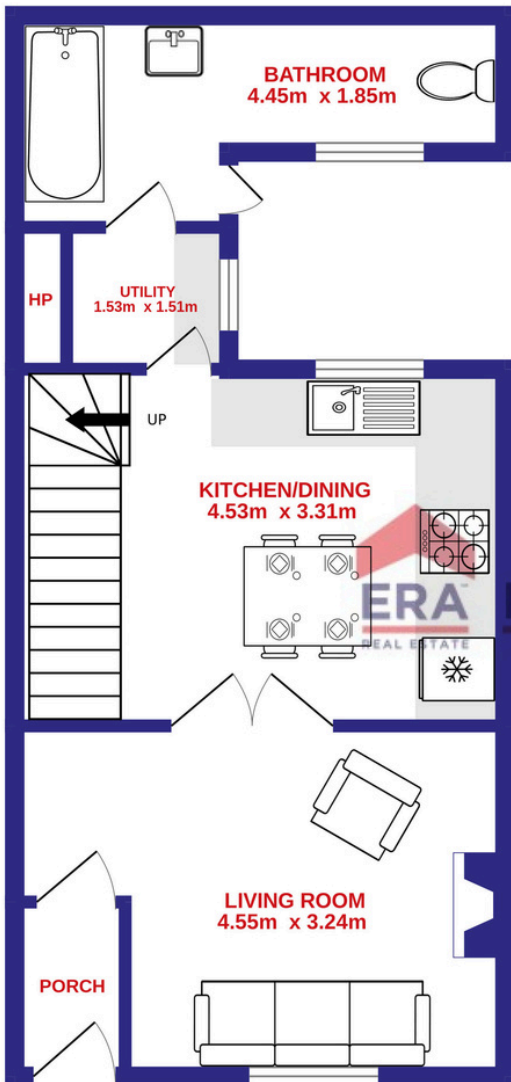 BATHROOM
4.45m x 1.85m
HP
UTILITY
1.53m x 1.51m
UP
KITCHEN/DINING
4.53m x 3.31m
ERA
REAL ESTATE
LIVING ROOM
4.55m x 3.24m
PORCH